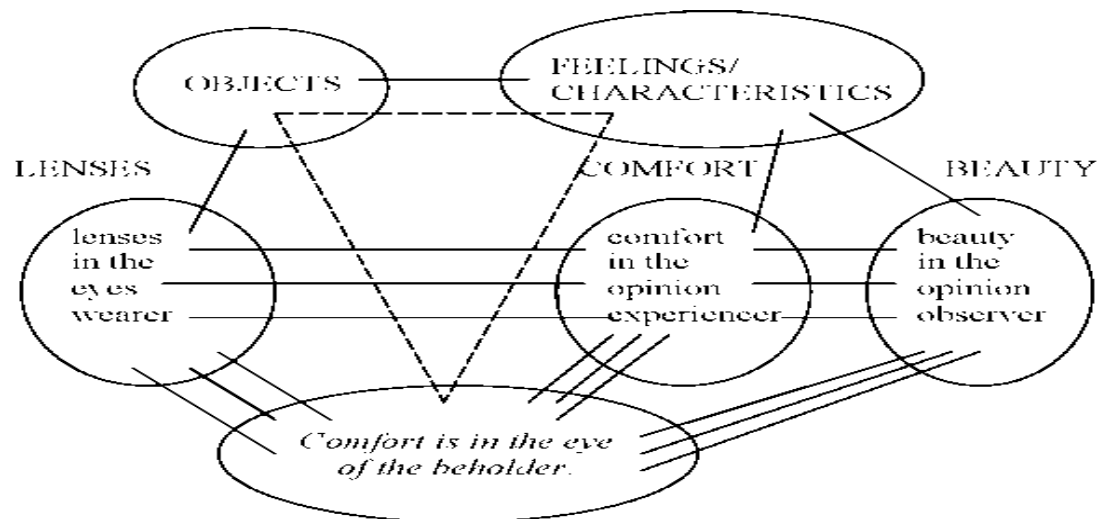 OBJECTS
FEELINGS/
CHARACTERISTICS
LENSES
COMFORT
BEAUTY
lenses
in the
eyes
wearer
comfort
in the
opinion
experiencer
beauty
in the
opinion
observer
Comfort is in the eye
of the beholder.